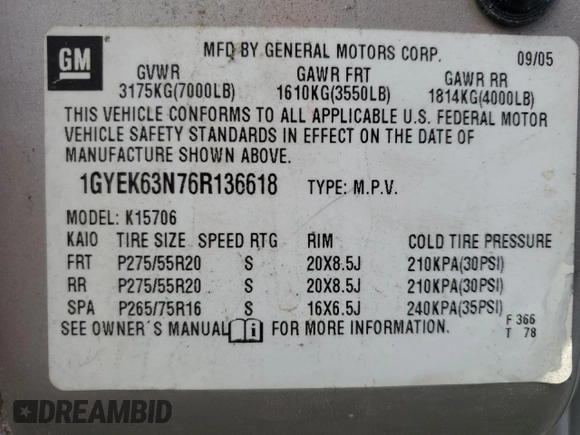 GM
MFD BY GENERAL MOTORS CORP. 09/05
GVWR GAWR FRT GAWR RR
3175KG(7000LB) 1610KG(3550LB) 1814KG(4000LB)
THIS VEHICLE CONFORMS TO ALL APPLICABLE U.S. FEDERAL MOTOR
VEHICLE SAFETY STANDARDS IN EFFECT ON THE DATE OF
MANUFACTURE SHOWN ABOVE.
1GYEK63N76R136618 TYPE: M.P.V.
MODEL: K15706
KAIO TIRE SIZE SPEED RTG RIM COLD TIRE PRESSURE
FRT P275/55R20 S 20X8.5J 210KPA(30PSI)
RR P275/55R20 S 20X8.5J 210KPA(30PSI)
SPA P265/75R16 S 16X6.5J 240KPA(35PSI)
SEE OWNER´S MANUAL i FOR MORE INFORMATION. F 366
T 78
DREAMBID